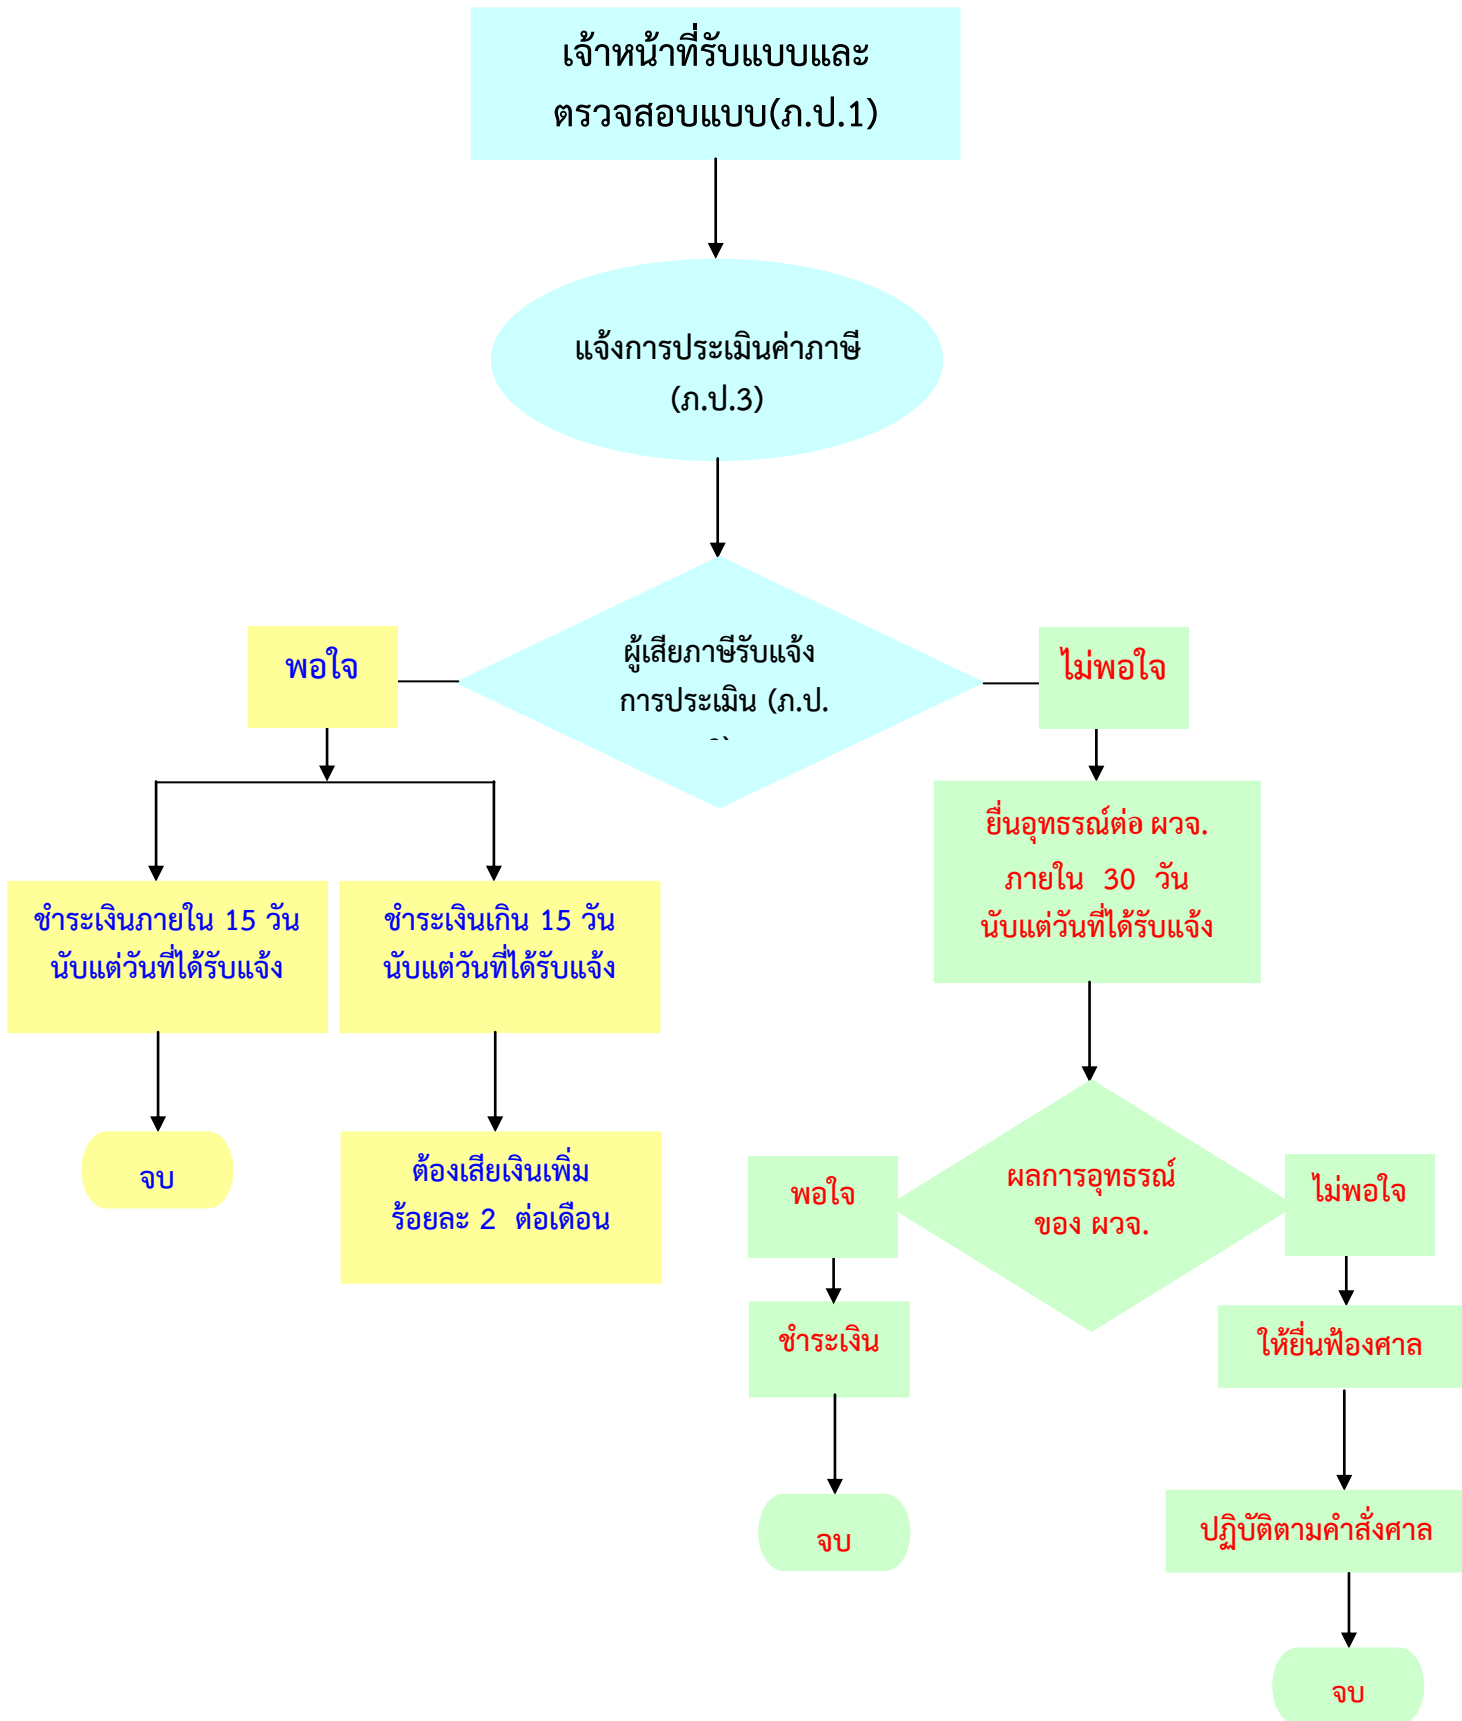 เจ้าหน้าที่รับแบบและ
ตรวจสอบแบบ(ภ.ป.1)
แจ้งการประเมินค่าภาษี
(ภ.ป.3)
ผู้เสียภาษีรับแจ้ง
การประเมิน (ภ.ป.
พอใจ
ไม่พอใจ
ชำระเงินภายใน 15 วัน
นับแต่วันที่ได้รับแจ้ง
ชำระเงินเกิน 15 วัน
นับแต่วันที่ได้รับแจ้ง
ยื่นอุทธรณ์ต่อ ผวจ.
ภายใน 30 วัน
นับแต่วันที่ได้รับแจ้ง
จบ
ต้องเสียเงินเพิ่ม
ร้อยละ 2 ต่อเดือน
ผลการอุทธรณ์
ของ ผวจ.
พอใจ
ไม่พอใจ
ชำระเงิน
ให้ยื่นฟ้องศาล
จบ
ปฏิบัติตามคำสั่งศาล
จบ